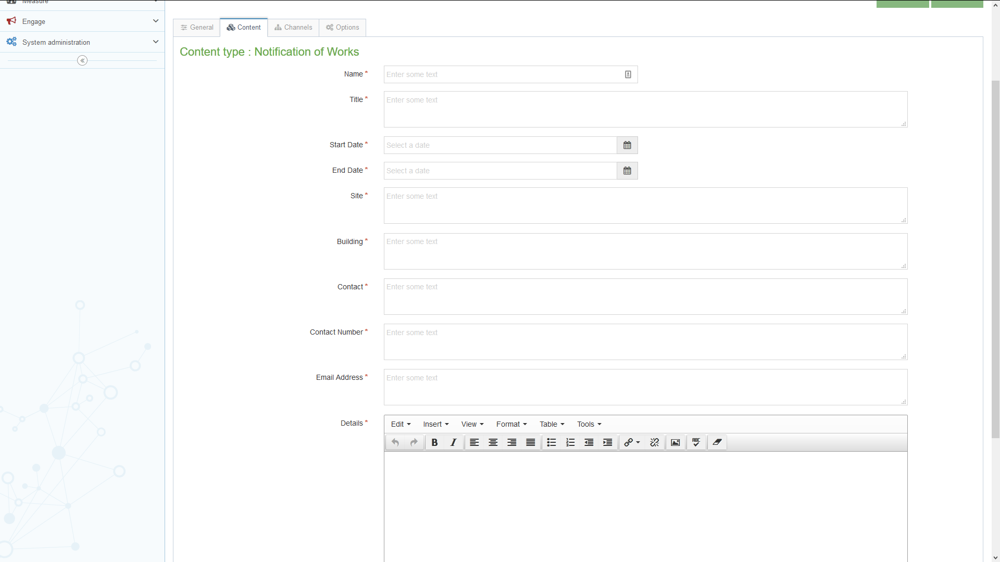 Measure
Engage
System administration
General
Content
Channels
Options
Content type : Notification of Works
Name *
Enter some text
Title *
Enter some text
Start Date *
Select a date
End Date *
Select a date
Site *
Enter some text
Building *
Enter some text
Contact *
Enter some text
Contact Number *
Enter some text
Email Address *
Enter some text
Details *
Edit Insert View Format Table Tools
B I ABC